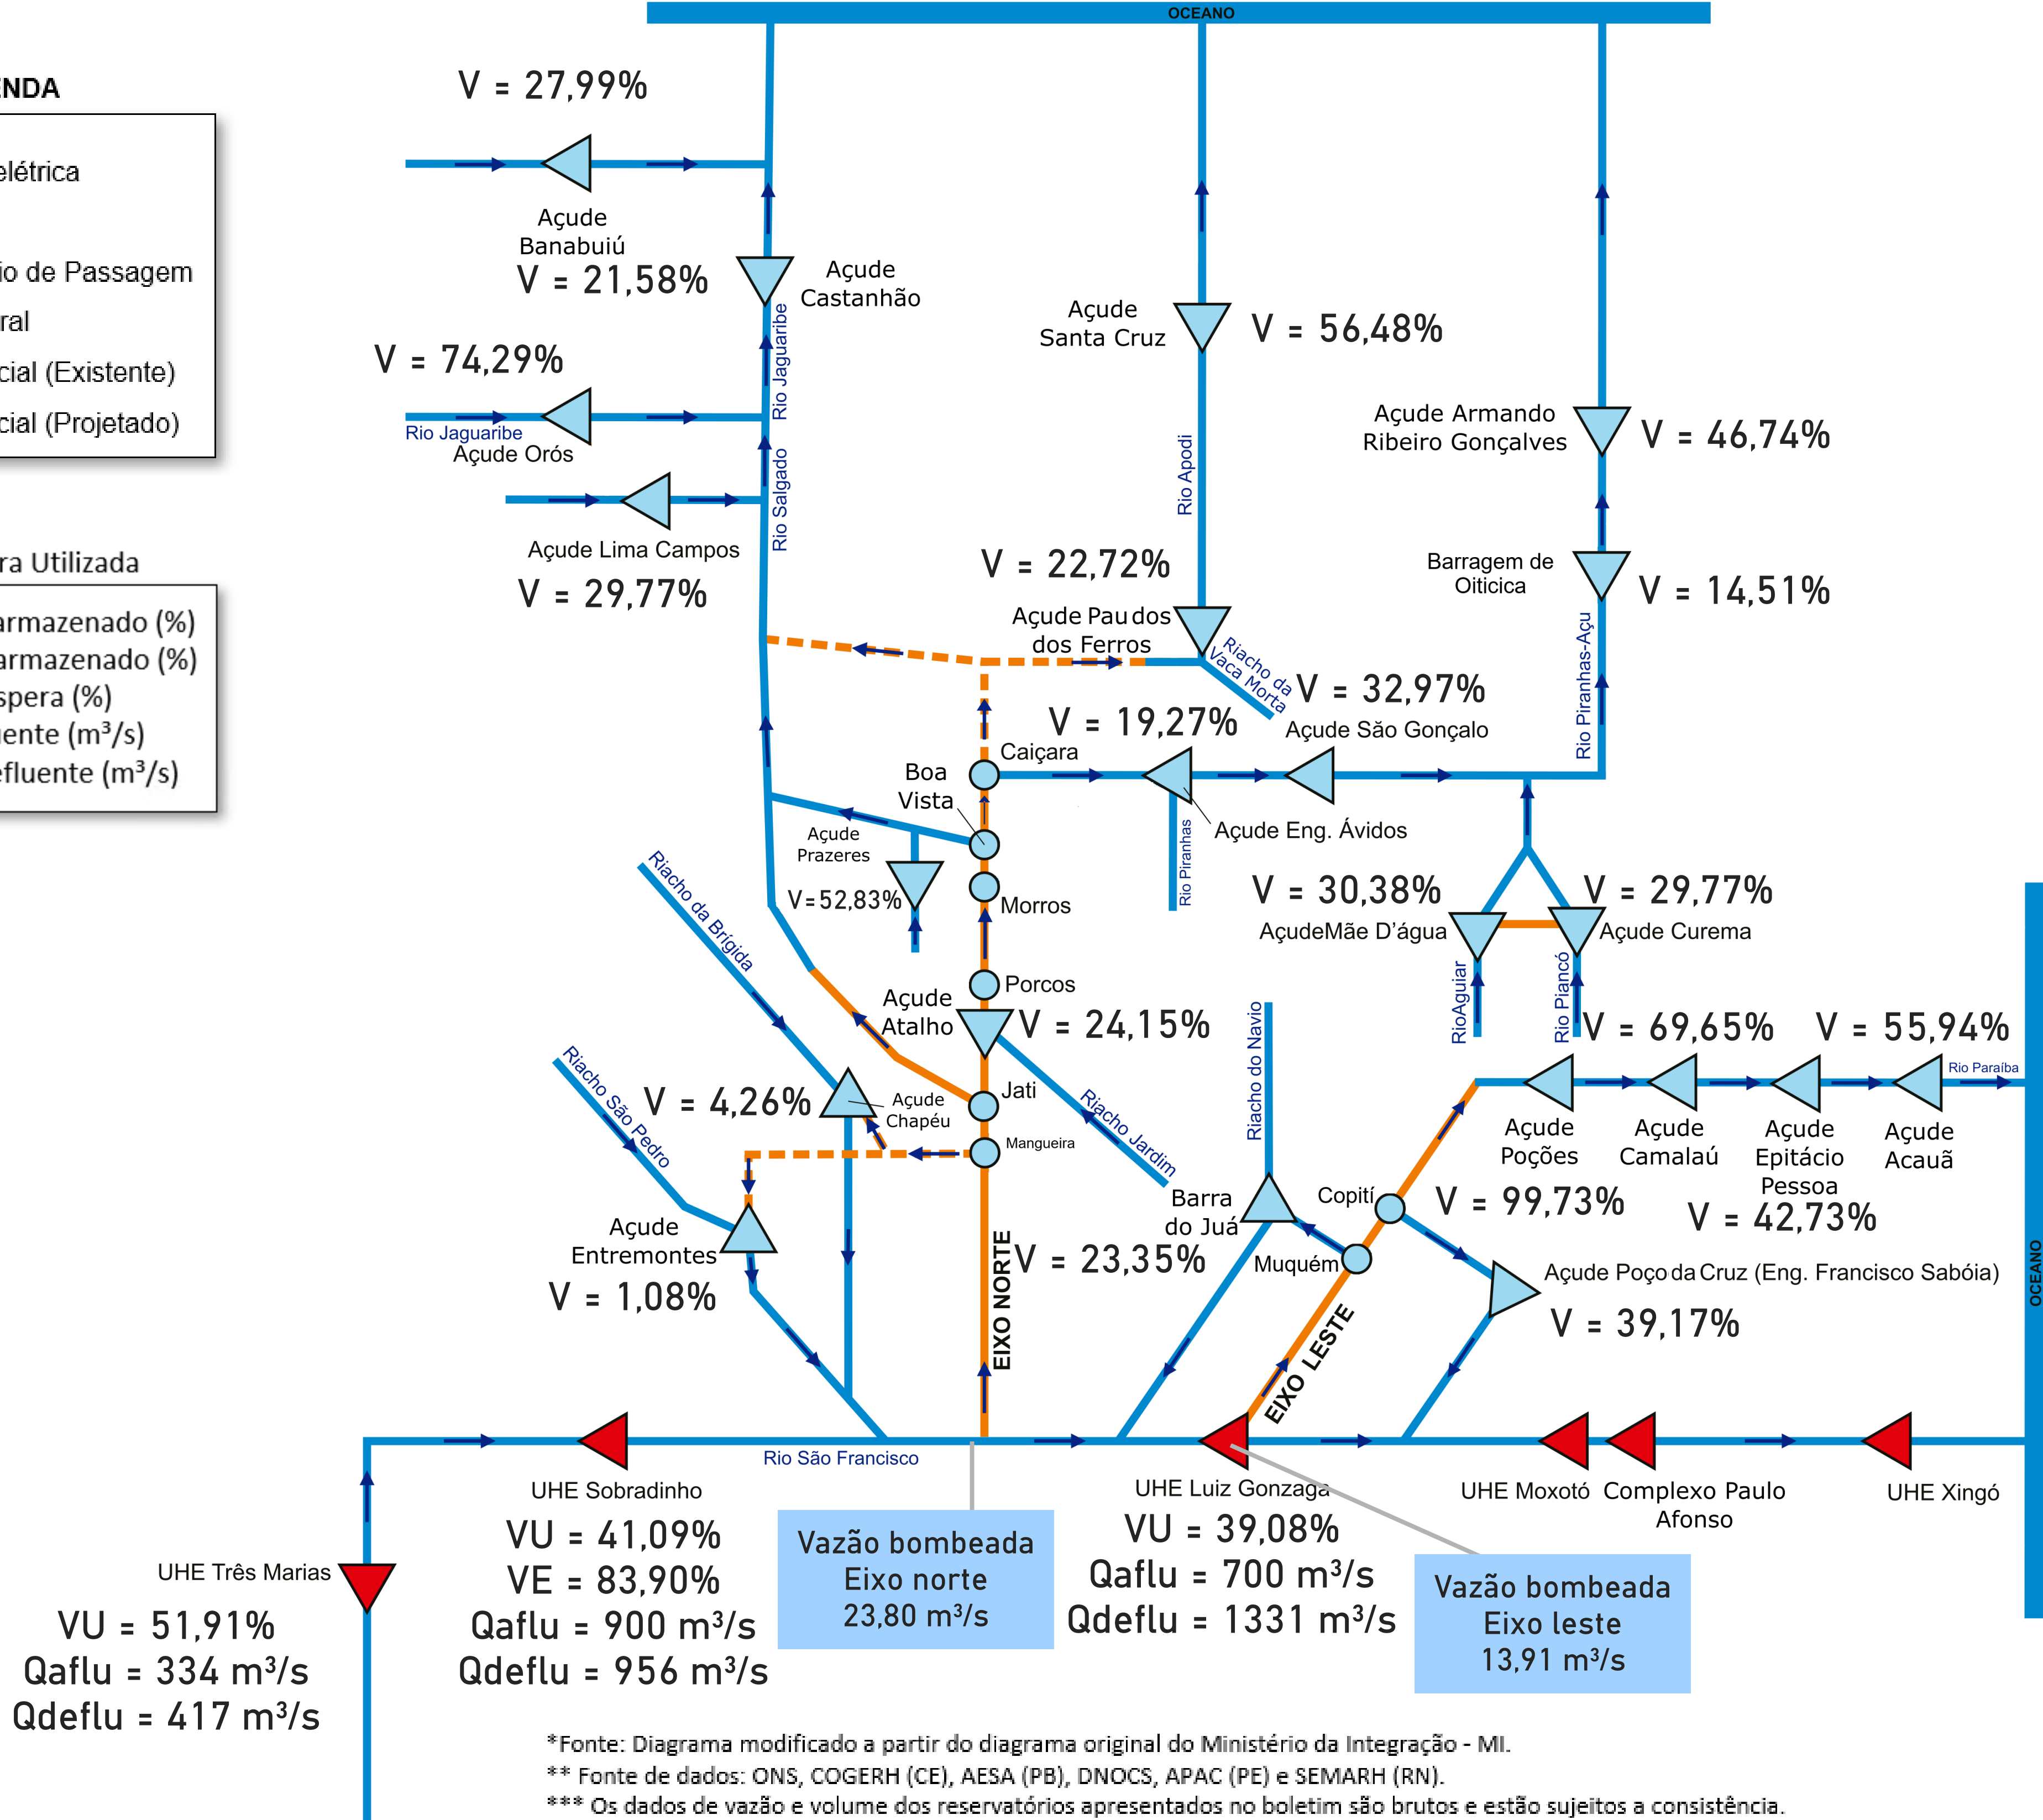 OCEANO
ENDA
elétrica
io de Passagem
ral
cial (Existente)
cial (Projetado)
ra Utilizada
armazenado (%)
armazenado (%)
spera (%)
uente (m³/s)
efluente (m³/s)
V = 27,99%
Açude
Banabuiú
V = 21,58%
Açude
Castanhão
Rio Jaguaribe
V = 74,29%
Rio Jaguaribe
Açude Orós
Rio Salgado
Açude Lima Campos
V = 29,77%
Açude
Santa Cruz
V = 56,48%
Rio Apodi
Açude Armando
Ribeiro Gonçalves
V = 46,74%
Barragem de
Oiticica
V = 14,51%
Rio Piranhas-Açu
V = 22,72%
Açude Pau dos
dos Ferros
Riacho da
Vaca Morta
V = 32,97%
Açude São Gonçalo
V = 19,27%
Caiçara
Boa
Vista
Açude Eng. Ávidos
Rio Piranhas
Açude
Prazeres
V= 52,83%
Morros
V = 30,38%
AçudeMãe D'água
V = 29,77%
Açude Curema
RioAguiar
Rio Piancó
Riacho da Brígida
Porcos
Açude
Atalho
V = 24,15%
Riacho São Pedro
V = 4,26%
Açude
Chapéu
Jati
Mangueira
Riacho Jardim
Riacho do Navio
V = 69,65%
V = 55,94%
Rio Paraíba
Açude
Poções
Açude
Camalaú
Açude
Epitácio
Pessoa
Açude
Acauã
V = 99,73%
V = 42,73%
Barra
do Juá
Copití
Muquém
V = 23,35%
Açude
Entremontes
V = 1,08%
EIXO NORTE
EIXO LESTE
Açude Poço da Cruz (Eng. Francisco Sabóia)
V = 39,17%
OCEANO
Rio São Francisco
UHE Sobradinho
VU = 41,09%
VE = 83,90%
Qaflu = 900 m³/s
Qdeflu = 956 m³/s
Vazão bombeada
Eixo norte
23,80 m³/s
UHE Luiz Gonzaga
VU = 39,08%
Qaflu = 700 m³/s
Qdeflu = 1331 m³/s
Vazão bombeada
Eixo leste
13,91 m³/s
UHE Moxotó
Complexo Paulo
Afonso
UHE Xingó
UHE Três Marias
VU = 51,91%
Qaflu = 334 m³/s
Qdeflu = 417 m³/s
*Fonte: Diagrama modificado a partir do diagrama original do Ministério da Integração - MI.
** Fonte de dados: ONS, COGERH (CE), AESA (PB), DNOCS, APAC (PE) e SEMARH (RN).
*** Os dados de vazão e volume dos reservatórios apresentados no boletim são brutos e estão sujeitos a consistência.